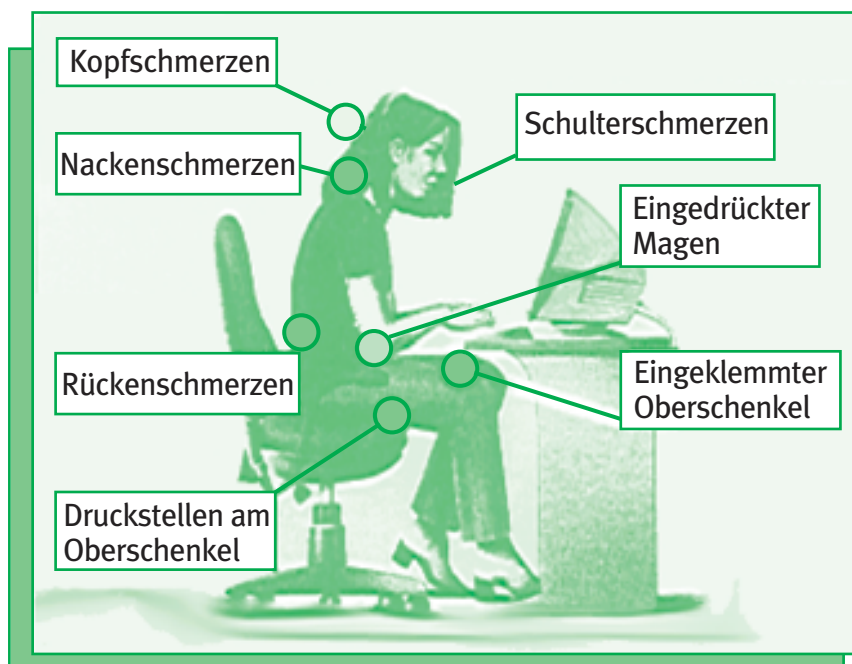 Kopfschmerzen
Schulterschmerzen
Nackenschmerzen
Eingedrückter
Magen
Rückenschmerzen
Eingeklemmter
Oberschenkel
Druckstellen am
Oberschenkel